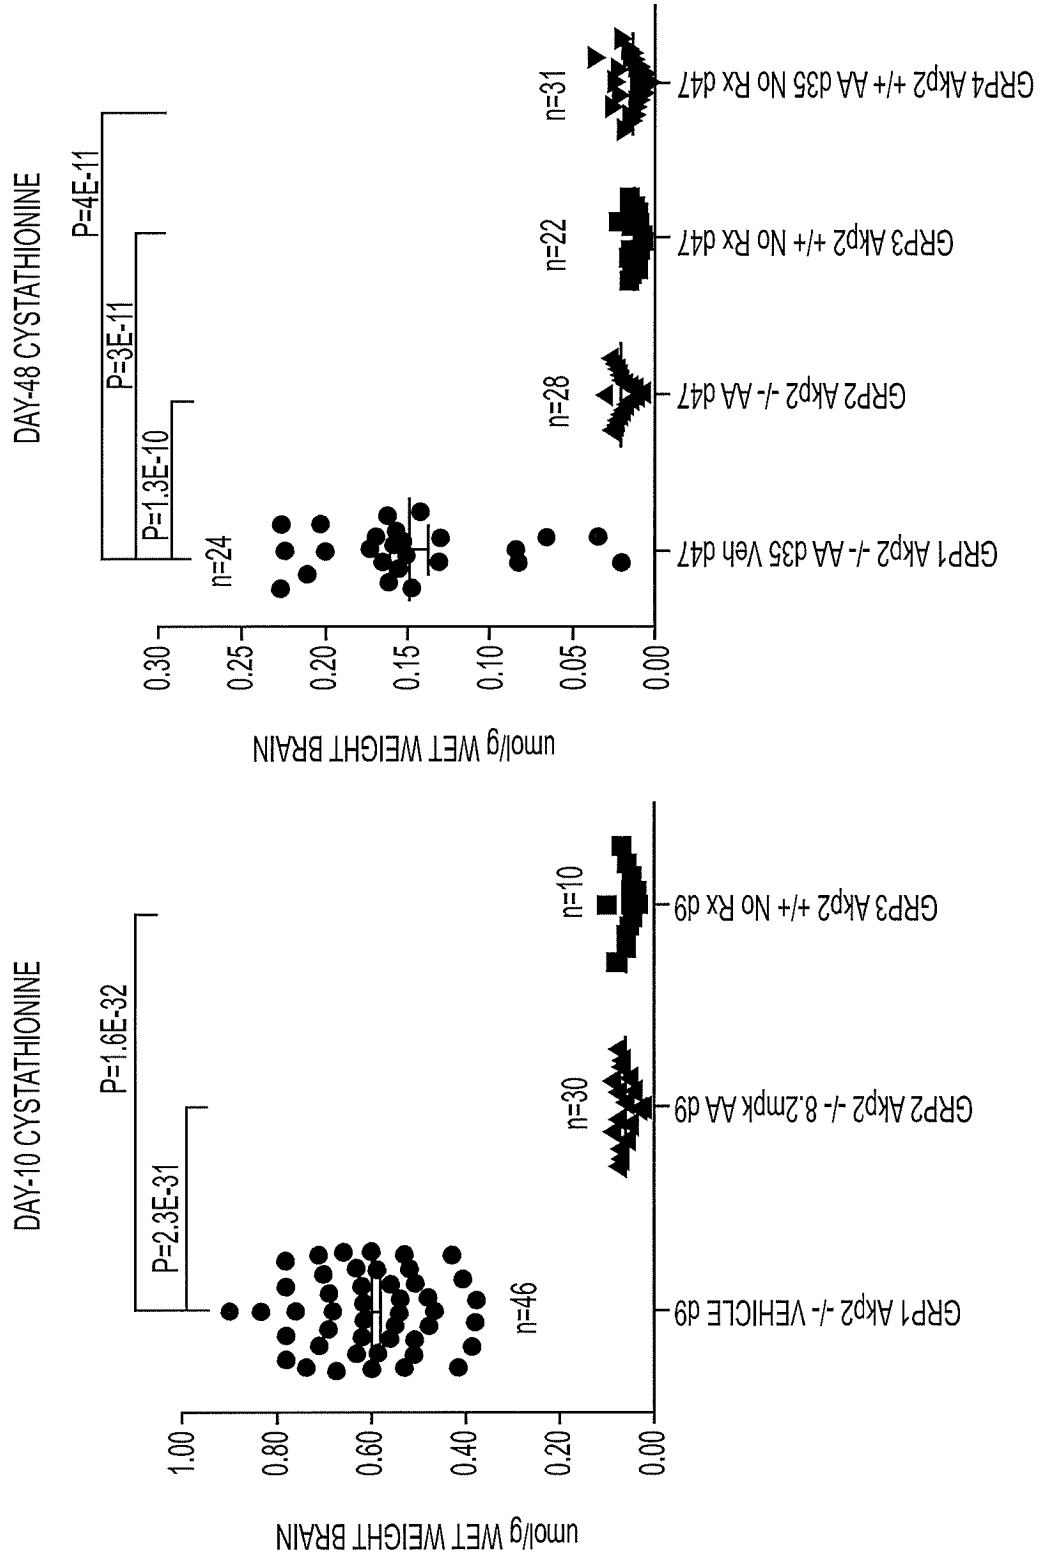 DAY-10 CYSTATHIONINE
P=1.6E-32
P=2.3E-31
n=46
n=30
n=10
1.00
0.80
0.60
0.40
0.20
0.00
umol/g WET WEIGHT BRAIN
GRP1 Akp2 -/- VEHICLE d9
GRP2 Akp2 -/- 8.2mpk AA d9
GRP3 Akp2 +/+ No Rx d9
DAY-48 CYSTATHIONINE
P=4E-11
P=3E-11
P=1.3E-10
n=24
n=28
n=22
n=31
0.30
0.25
0.20
0.15
0.10
0.05
0.00
umol/g WET WEIGHT BRAIN
GRP1 Akp2 -/- AA d35 Veh d47
GRP2 Akp2 -/- AA d47
GRP3 Akp2 +/+ No Rx d47
GRP4 Akp2 +/+ AA d35 No Rx d47